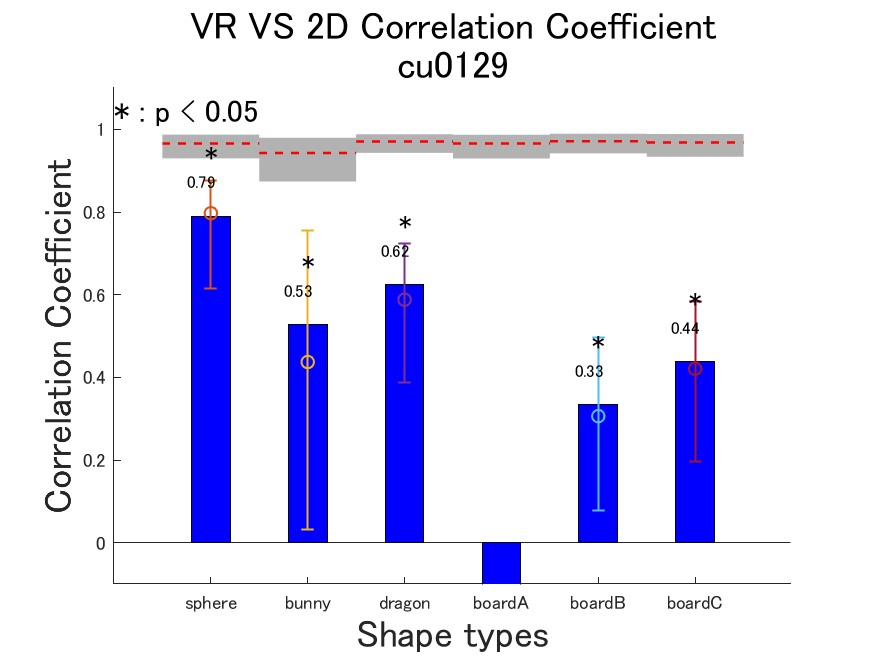 VR VS 2D Correlation Coefficient
cu0129
* : p < 0.05
Correlation Coefficient
1
0.8
0.6
0.4
0.2
0
*
0.79
*
0.53
*
0.62
*
0.33
*
0.44
sphere bunny dragon boardA boardB boardC
Shape types